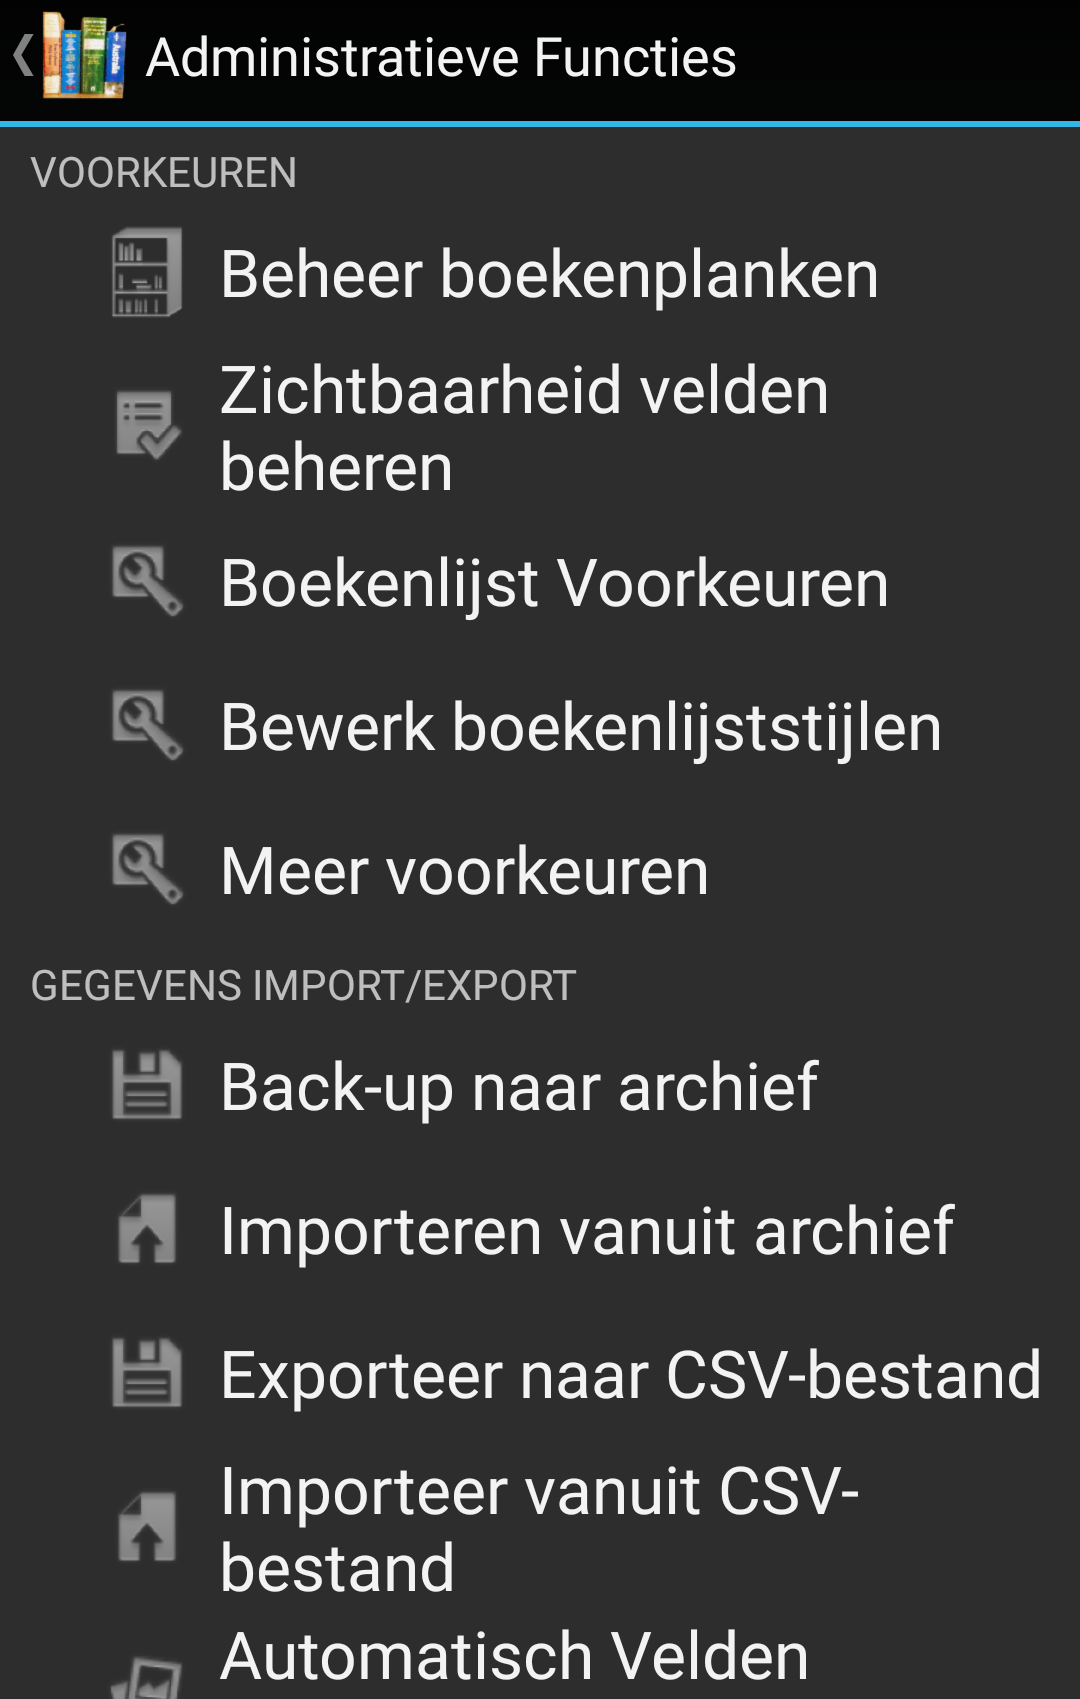 Administratieve Functies
VOORKEUREN
Beheer boekenplanken
Zichtbaarheid velden
beheren
Boekenlijst Voorkeuren
Bewerk boekenlijststijlen
Meer voorkeuren
GEGEVENS IMPORT/EXPORT
Back-up naar archief
Importeren vanuit archief
Exporteer naar CSV-bestand
Importeer vanuit CSV-
bestand
Automatisch Velden